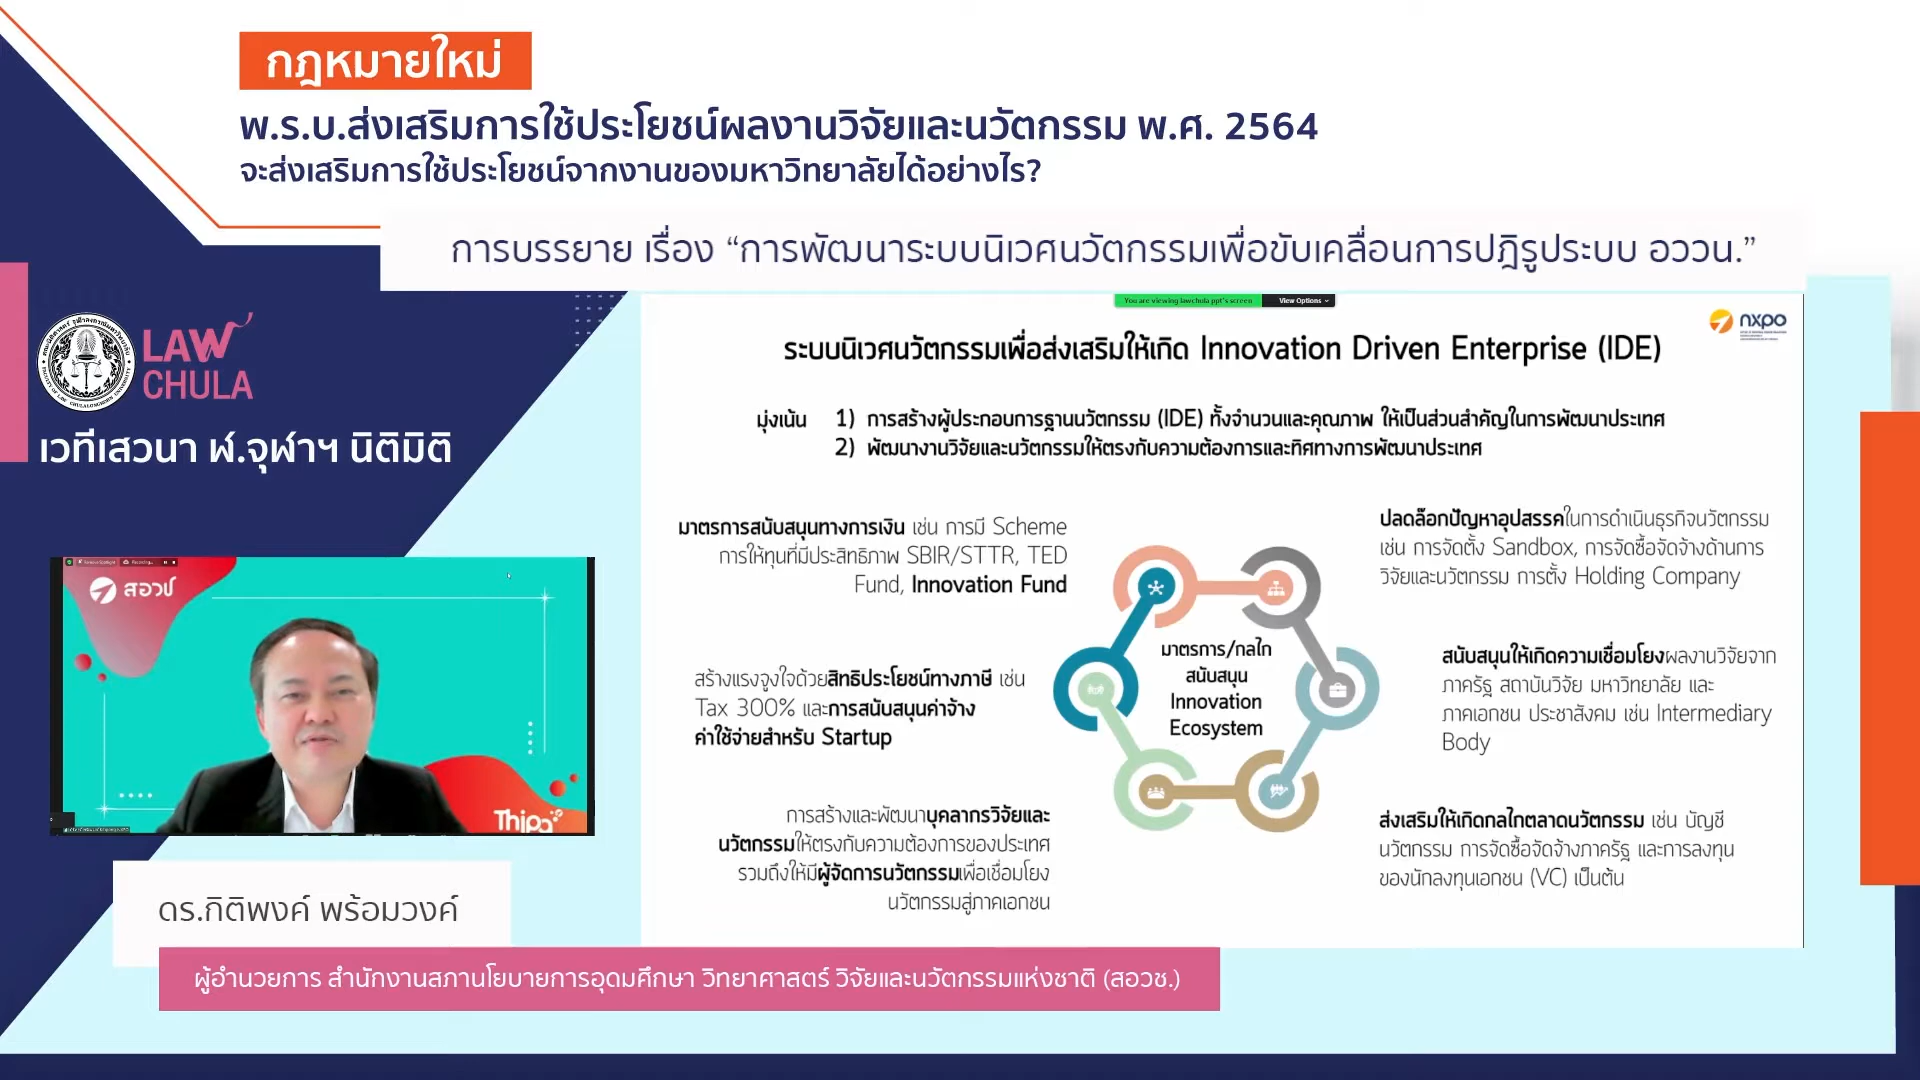 กฎหมายใหม่
พ.ร.บ.ส่งเสริมการใช้ประโยชน์ผลงานวิจัยและนวัตกรรม พ.ศ. 2564
จะส่งเสริมการใช้ประโยชน์จากงานของมหาวิทยาลัยได้อย่างไร?
การบรรยาย เรื่อง “การพัฒนาระบบนิเวศนวัตกรรมเพื่อขับเคลื่อนการปฎิรูประบบ อววน.”
LAW
CHULA
เวทีเสวนา ฬ.จุฬาฯ นิติมิติ
You are viewing lawchula ppt's screen
View Options
nxpo
ระบบนิเวศนวัตกรรมเพื่อส่งเสริมให้เกิด Innovation Driven Enterprise (IDE)
มุ่งเน้น 1) การสร้างผู้ประกอบการฐานนวัตกรรม (IDE) ทั้งจำนวนและคุณภาพ ให้เป็นส่วนสำคัญในการพัฒนาประเทศ
2) พัฒนางานวิจัยและนวัตกรรมให้ตรงกับความต้องการและทิศทางการพัฒนาประเทศ
มาตรการสนับสนุนทางการเงิน เช่น การมี Scheme
การให้ทุนที่มีประสิทธิภาพ SBIR/STTR, TED
Fund, Innovation Fund
สร้างแรงจูงใจด้วยสิทธิประโยชน์ทางภาษี เช่น
Tax 300% และการสนับสนุนค่าจ้าง
ค่าใช้จ่ายสำหรับ Startup
การสร้างและพัฒนาบุคลากรวิจัยและ
นวัตกรรมให้ตรงกับความต้องการของประเทศ
รวมถึงให้มีผู้จัดการนวัตกรรมเพื่อเชื่อมโยง
นวัตกรรมสู่ภาคเอกชน
มาตรการ/กลไก
สนับสนุน
Innovation
Ecosystem
ปลดล๊อกปัญหาอุปสรรคในการดำเนินธุรกิจนวัตกรรม
เช่น การจัดตั้ง Sandbox, การจัดซื้อจัดจ้างด้านการ
วิจัยและนวัตกรรม การตั้ง Holding Company
สนับสนุนให้เกิดความเชื่อมโยงผลงานวิจัยจาก
ภาครัฐ สถาบันวิจัย มหาวิทยาลัย และ
ภาคเอกชน ประชาสังคม เช่น Intermediary
Body
ส่งเสริมให้เกิดกลไกตลาดนวัตกรรม เช่น บัญชี
นวัตกรรม การจัดซื้อจัดจ้างภาครัฐ และการลงทุน
ของนักลงทุนเอกชน (VC) เป็นต้น
สอวช
ดร.กิติพงค์ พร้อมวงค์
ผู้อำนวยการ สำนักงานสภานโยบายการอุดมศึกษา วิทยาศาสตร์ วิจัยและนวัตกรรมแห่งชาติ (สอวช.)